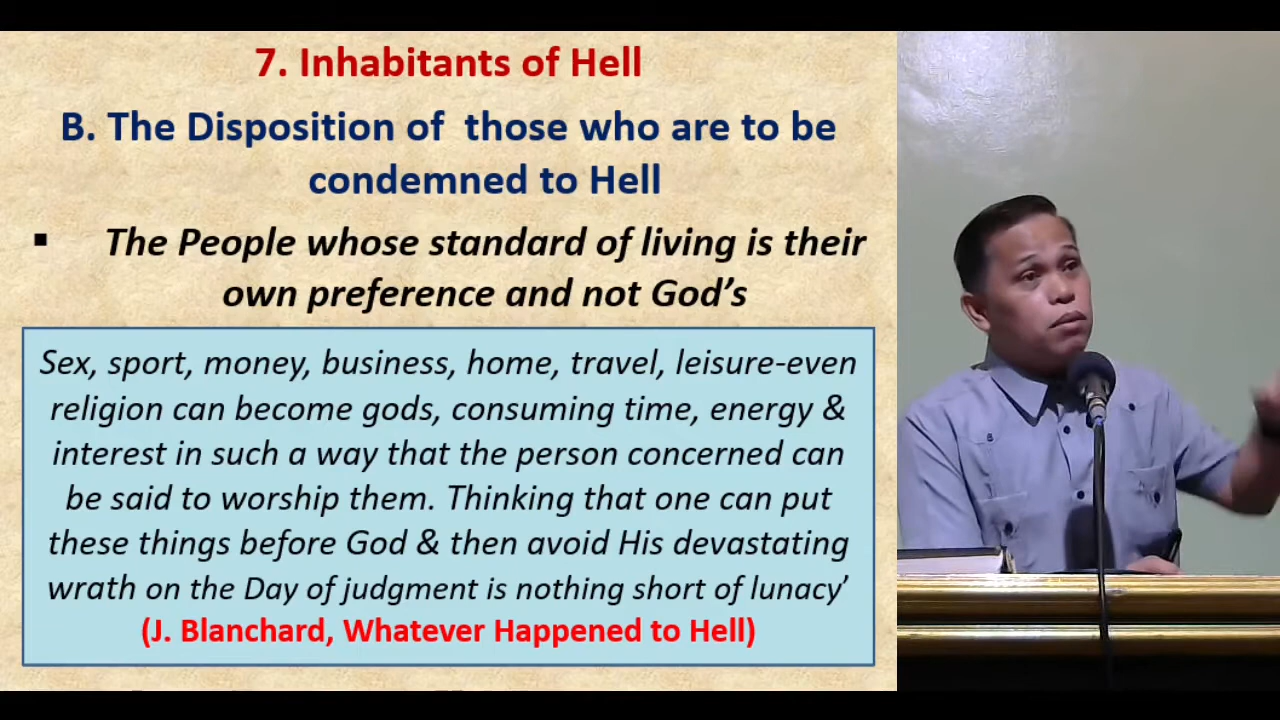 7. Inhabitants of Hell
B. The Disposition of  those who are to be
condemned to Hell
▪ The People whose standard of living is their
own preference and not God’s
Sex, sport, money, business, home, travel, leisure-even
religion can become gods, consuming time, energy &
interest in such a way that the person concerned can
be said to worship them. Thinking that one can put
these things before God & then avoid His devastating
wrath on the Day of judgment is nothing short of lunacy’
(J. Blanchard, Whatever Happened to Hell)